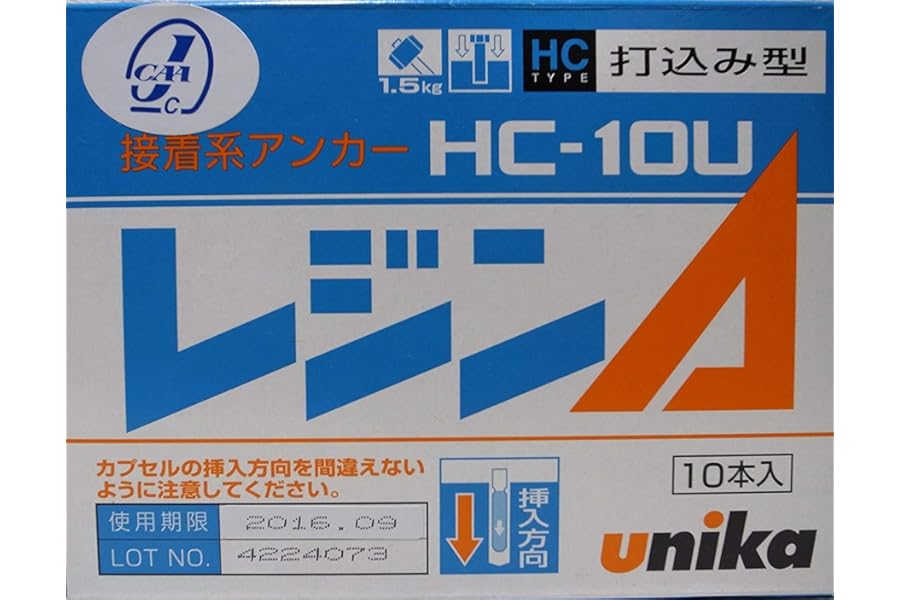 JCAA
C
1.5kg
HC
TYPE
打込み型
接着系アンカー HC-10U
レジンA
カプセルの挿入方向を間違えない
ように注意してください。
使用期限 2016.09
LOT NO. 4224073
挿入方向
10本入
unika